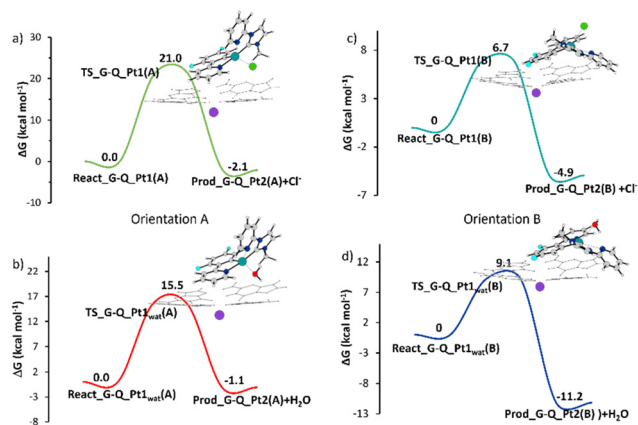 a)
ΔG (kcal mol⁻¹)
30
20
10
0
-10
21.0
TS_G-Q_Pt1(A)
0.0
React_G-Q_Pt1(A)
-2.1
Prod_G-Q_Pt2(A)+Cl⁻
c)
ΔG (kcal mol⁻¹)
8
5
2
-1
-4
-7
6.7
TS_G-Q_Pt1(B)
0
React_G-Q_Pt1(B)
-4.9
Prod_G-Q_Pt2(B) +Cl⁻
Orientation A
Orientation B
b)
ΔG (kcal mol⁻¹)
22
17
12
7
2
-3
-8
15.5
TS_G-Q_Pt1wat(A)
0.0
React_G-Q_Pt1wat(A)
-1.1
Prod_G-Q_Pt2(A)+H₂O
d)
ΔG (kcal mol⁻¹)
12
7
2
-3
-8
-13
9.1
TS_G-Q_Pt1wat(B)
0
React_G-Q_Pt1wat(B)
-11.2
Prod_G-Q_Pt2(B) )+H₂O